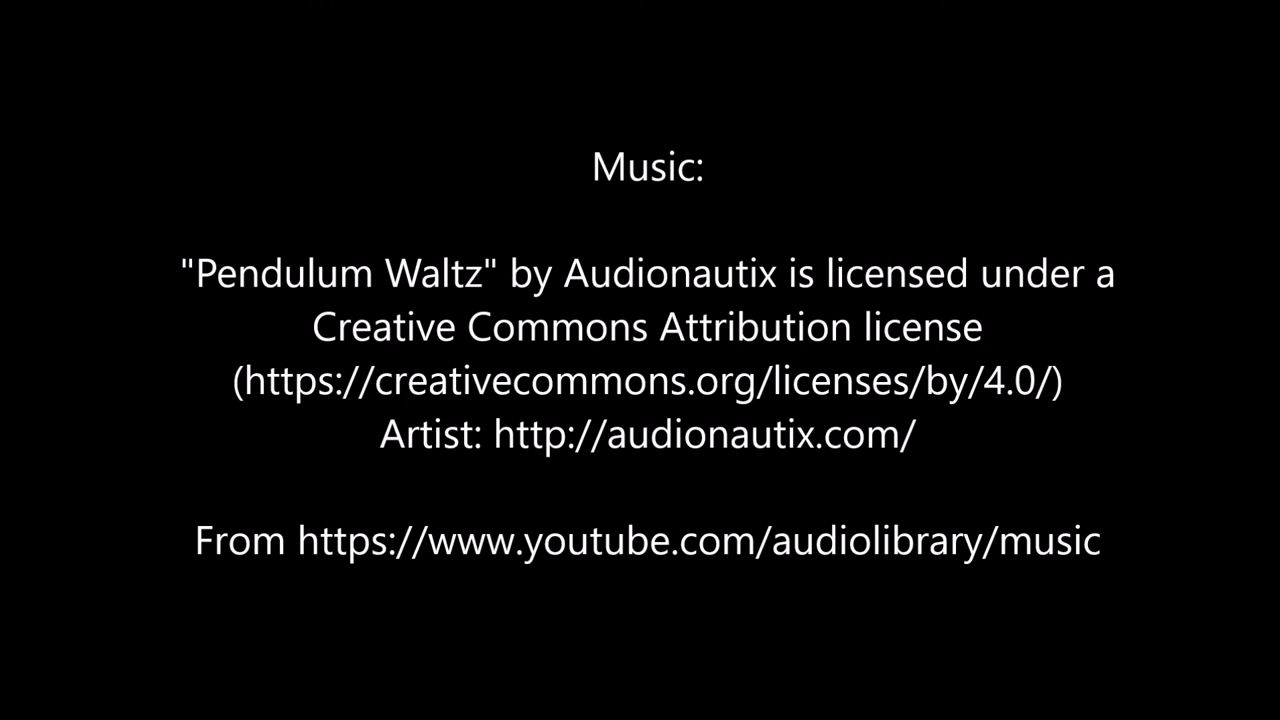 Music:
"Pendulum Waltz" by Audionautix is licensed under a
Creative Commons Attribution license
(https://creativecommons.org/licenses/by/4.0/)
Artist: http://audionautix.com/
From https://www.youtube.com/audiolibrary/music